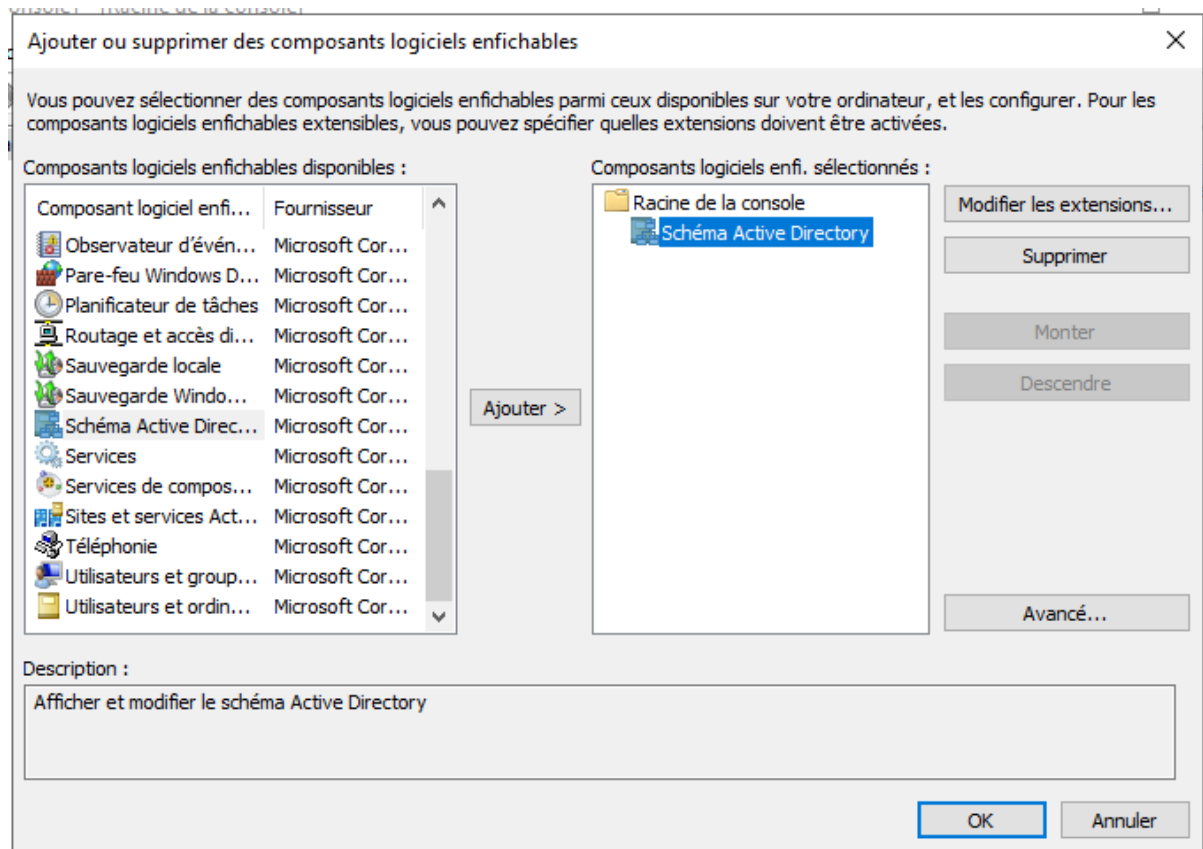 Ajouter ou supprimer des composants logiciels enfichables
Vous pouvez sélectionner des composants logiciels enfichables parmi ceux disponibles sur votre ordinateur, et les configurer. Pour les
composants logiciels enfichables extensibles, vous pouvez spécifier quelles extensions doivent être activées.
Composants logiciels enfichables disponibles :
Composant logiciel enfi... Fournisseur
Observateur d'évén... Microsoft Cor...
Pare-feu Windows D... Microsoft Cor...
Planificateur de tâches Microsoft Cor...
Routage et accès di... Microsoft Cor...
Sauvegarde locale Microsoft Cor...
Sauvegarde Windo... Microsoft Cor...
Schéma Active Direc... Microsoft Cor...
Services Microsoft Cor...
Services de compos... Microsoft Cor...
Sites et services Act... Microsoft Cor...
Téléphonie Microsoft Cor...
Utilisateurs et group... Microsoft Cor...
Utilisateurs et ordin... Microsoft Cor...
Ajouter >
Composants logiciels enfi. sélectionnés :
Racine de la console
Schéma Active Directory
Modifier les extensions...
Supprimer
Monter
Descendre
Avancé...
Description :
Afficher et modifier le schéma Active Directory
OK
Annuler